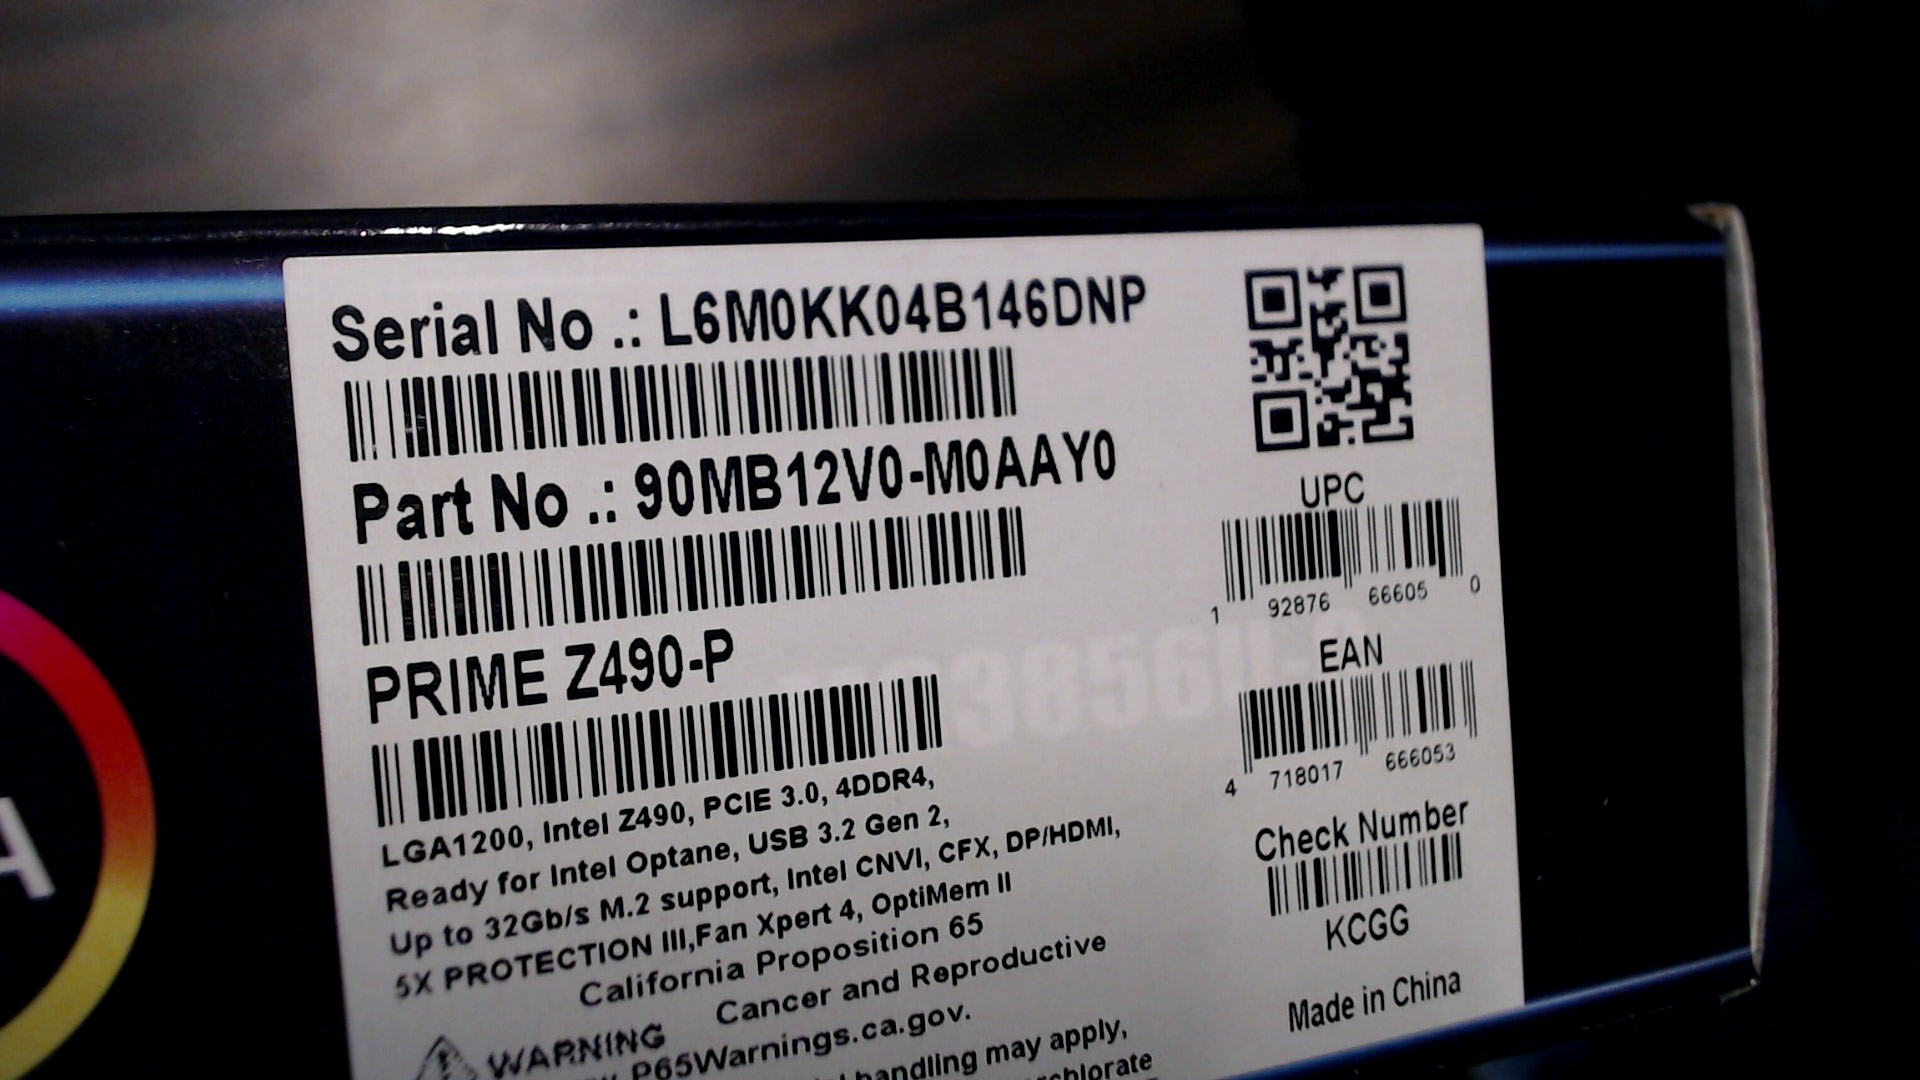 Serial No .: L6M0KK04B146DNP
Part No .: 90MB12V0-M0AAY0
PRIME Z490-P
LGA1200, Intel Z490, PCIE 3.0, 4DDR4,
Ready for Intel Optane, USB 3.2 Gen 2,
Up to 32Gb/s M.2 support, Intel CNVI, CFX, DP/HDMI,
5X PROTECTION III,Fan Xpert 4, OptiMem II
California Proposition 65
WARNING Cancer and Reproductive
P65Warnings.ca.gov.
handling may apply,
UPC
1 92876 66605 0
EAN
4 718017 666053
Check Number
KCGG
Made in China